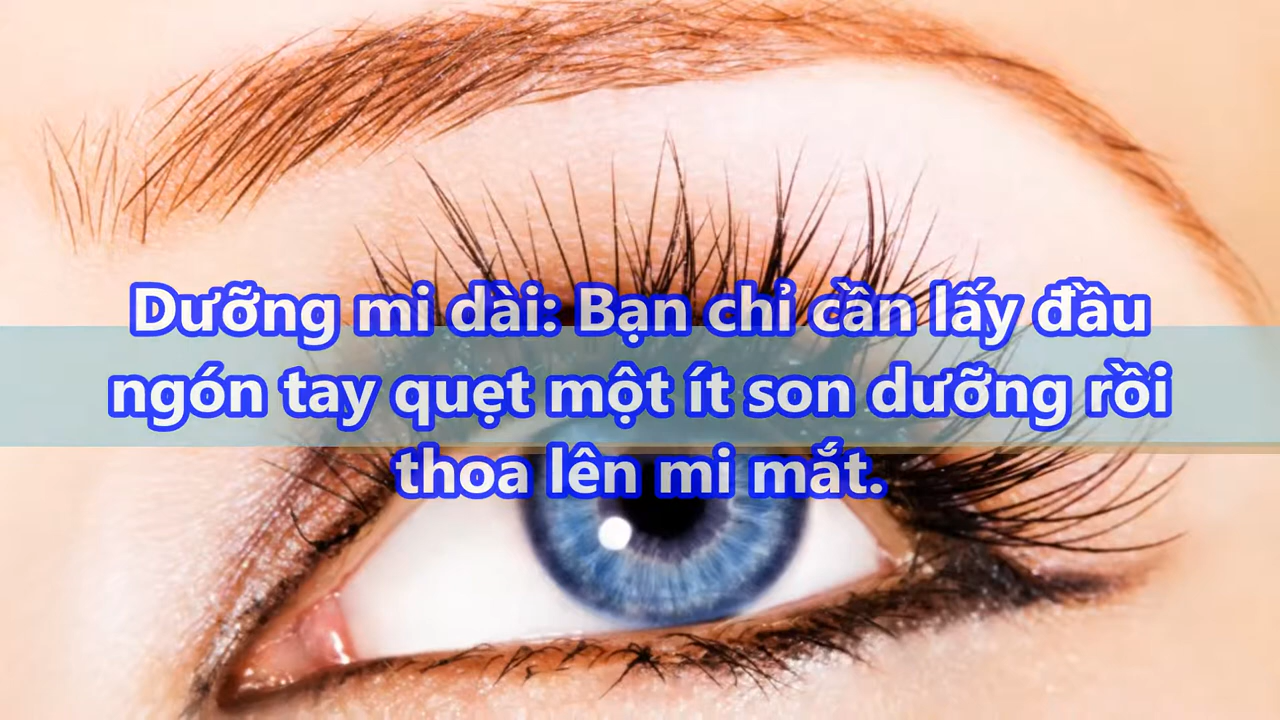 Dưỡng mi dài: Bạn chỉ cần lấy đầu
ngón tay quẹt một ít son dưỡng rồi
thoa lên mi mắt.